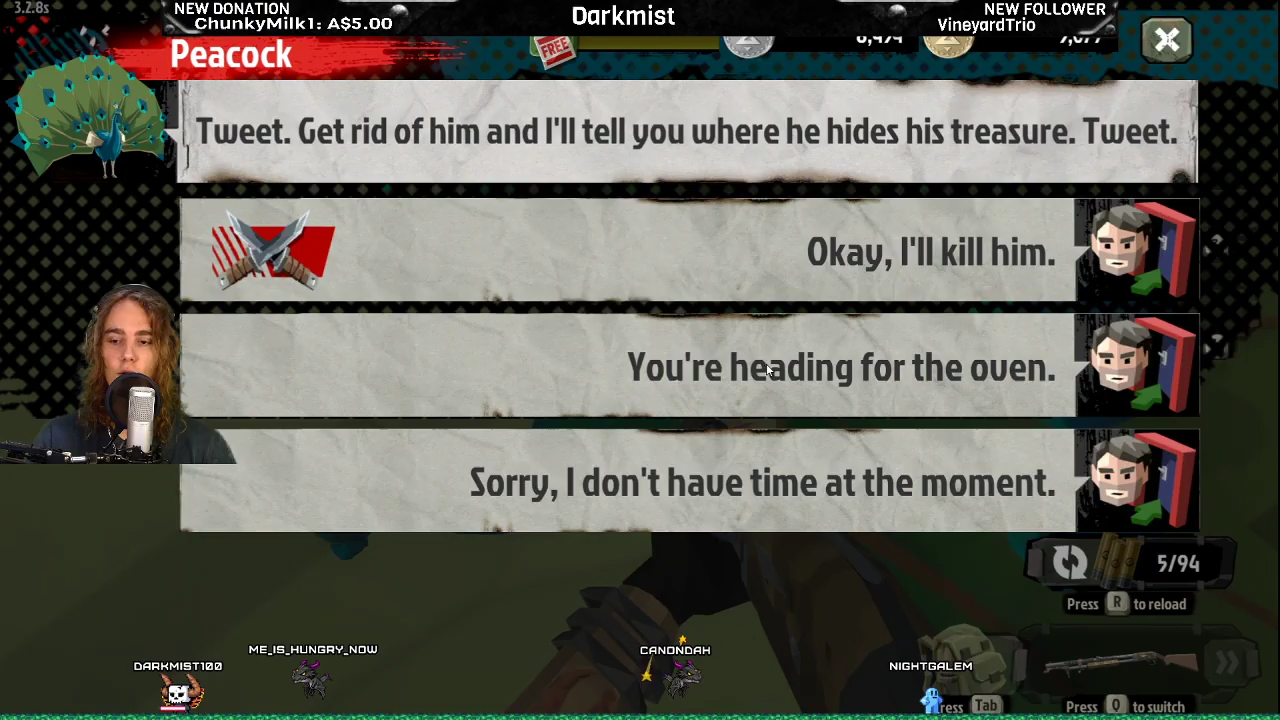 3.2.8s
NEW DONATION
ChunkyMilk1: A$5.00
Darkmist
NEW FOLLOWER
VineyardTrio
Peacock
FREE
Tweet. Get rid of him and I'll tell you where he hides his treasure. Tweet.
Okay, I'll kill him.
You're heading for the oven.
Sorry, I don't have time at the moment.
5/94
Press R to reload
ME_IS_HUNGRY_NOW
CANONDAH
DARKMIST100
NIGHTGALEM
Tab
Press Q to switch